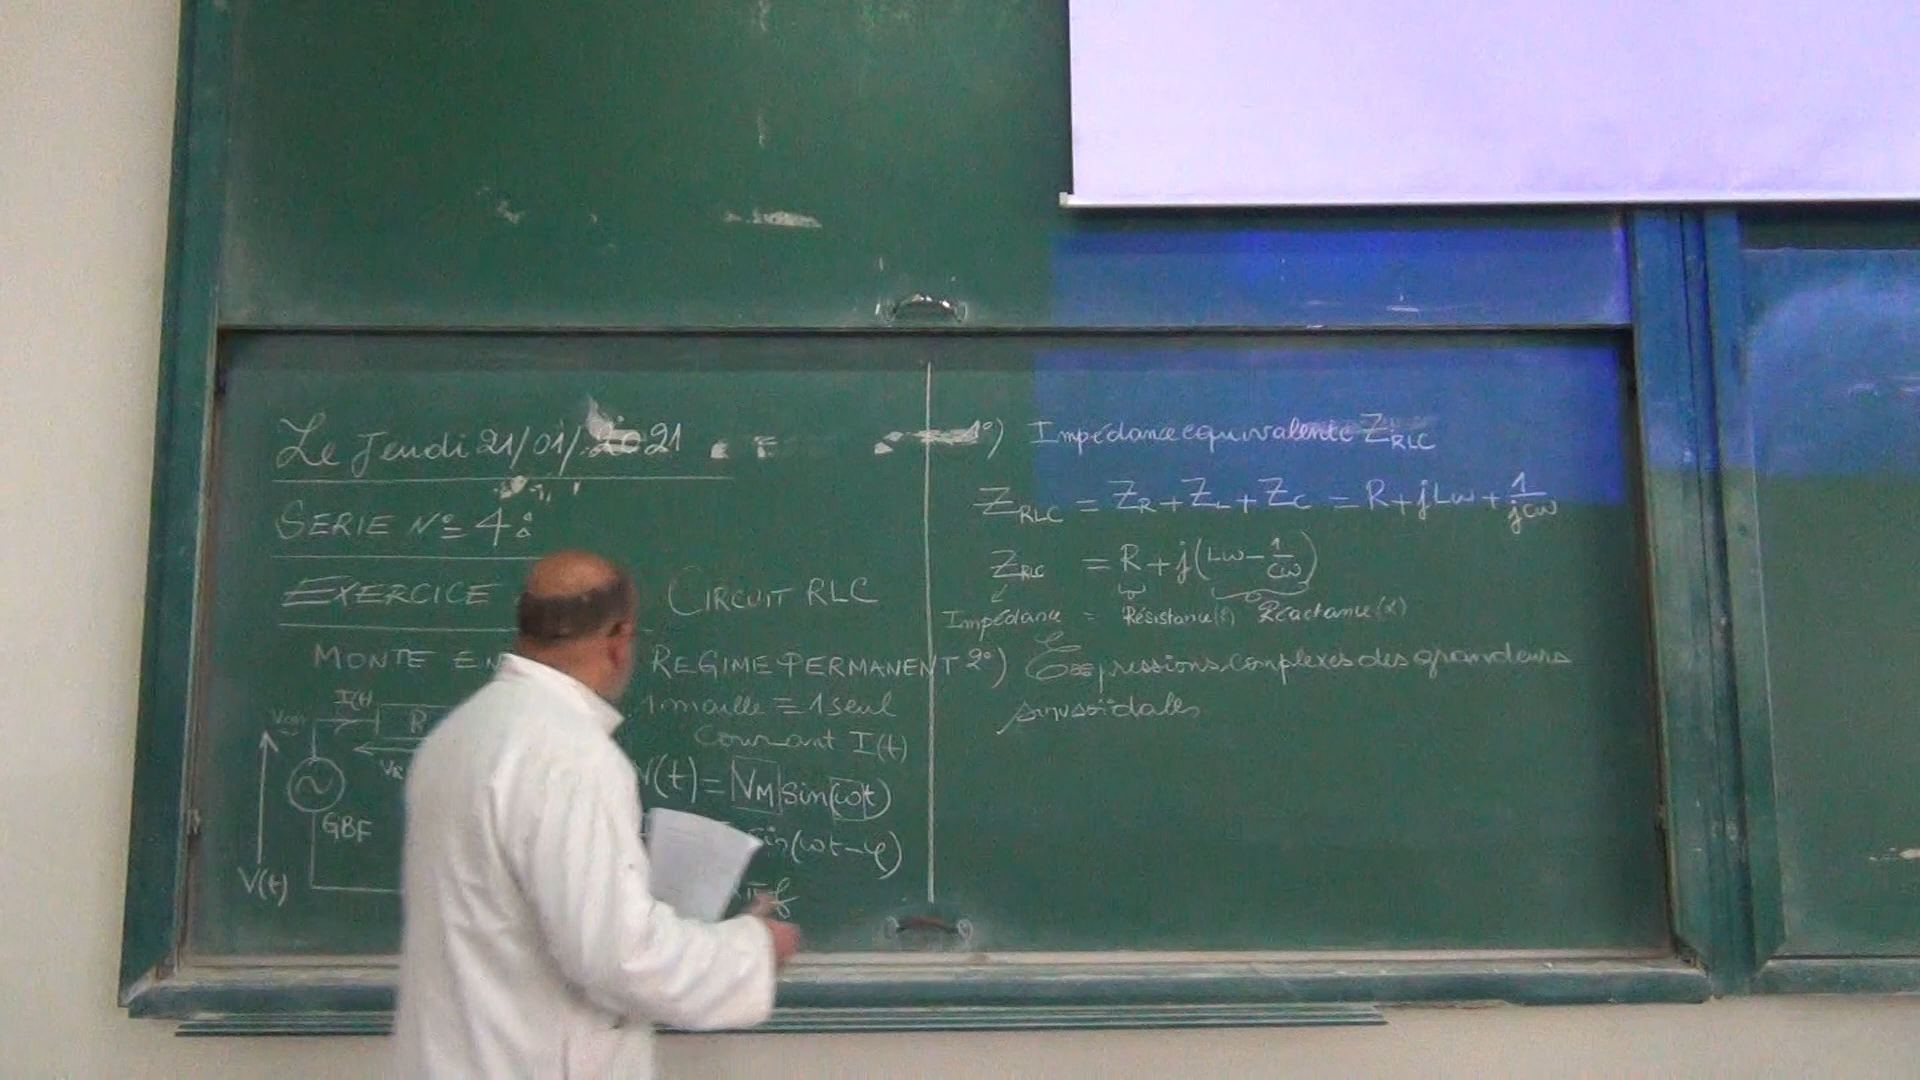 Le Jeudi 21/01/2021
SERIE N° 4:
EXERCICE CIRCUIT RLC
MONTE EN REGIME PERMANENT
1 maille = 1 seul
courant I(t)
I(t)
R
GBF
V(t)
V(t) = VM sin(ωt)
sin(ωt-φ)
1°) Impédance equivalente ZRLC
ZRLC = ZR + ZL + ZC = R + jLω + 1/jCω
ZRLC = R + j(Lω - 1/Cω)
Impédance = Résistance(R) Réactance(X)
2°) Expressions complexes des grandeurs
sinusoïdales